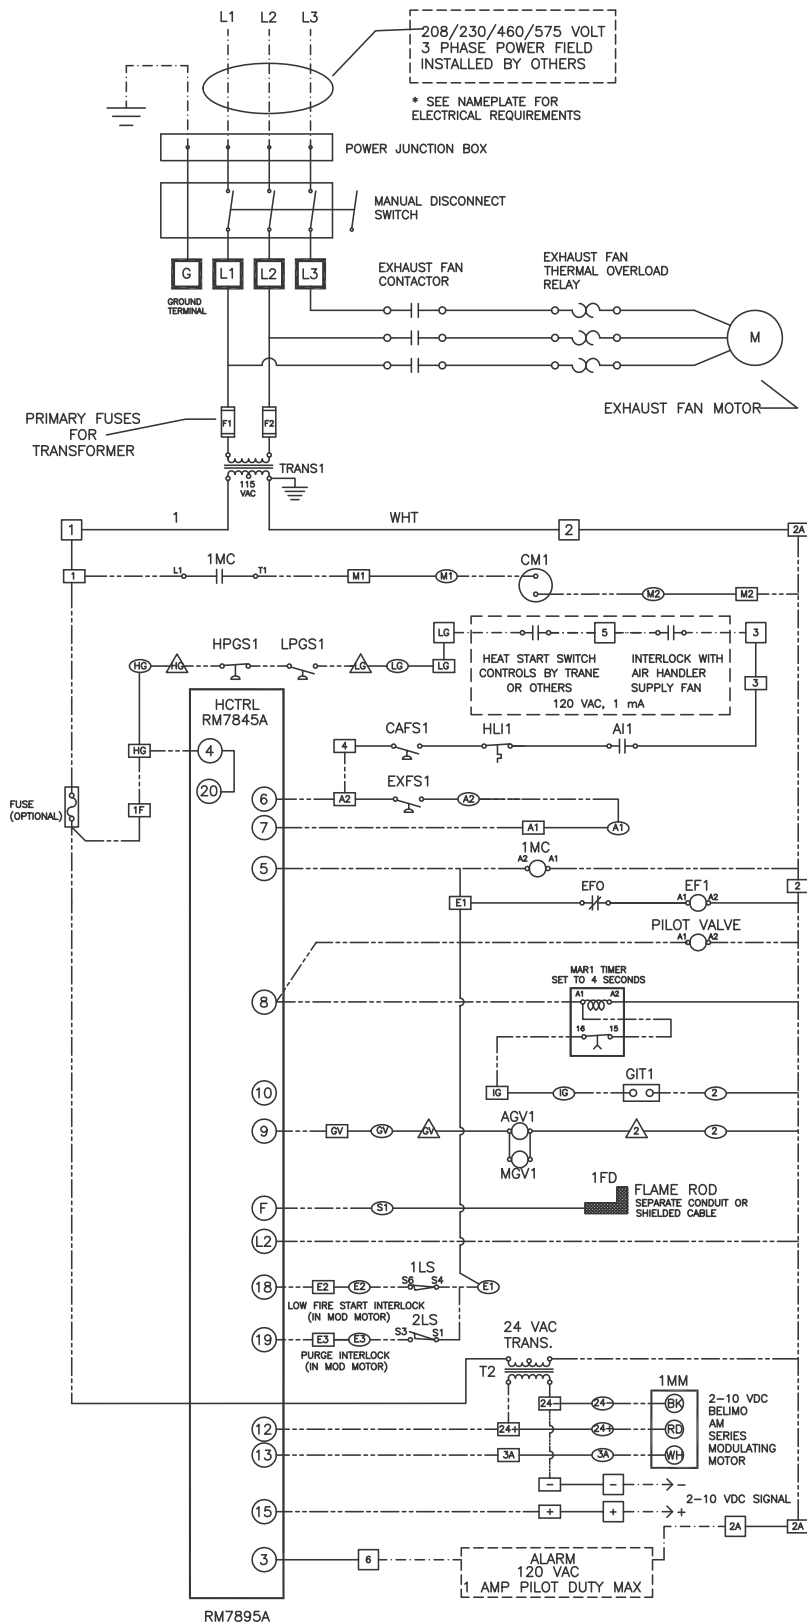 L1 L2 L3
208/230/460/575 VOLT
3 PHASE POWER FIELD
INSTALLED BY OTHERS
* SEE NAMEPLATE FOR
ELECTRICAL REQUIREMENTS
POWER JUNCTION BOX
MANUAL DISCONNECT
SWITCH
G L1 L2 L3
GROUND
TERMINAL
EXHAUST FAN
CONTACTOR
EXHAUST FAN
THERMAL OVERLOAD
RELAY
M
EXHAUST FAN MOTOR
PRIMARY FUSES
FOR
TRANSFORMER
F1 F2
TRANS1
115
VAC
1 1 WHT 2 2A
1 L1 1MC T1 M1 M1 CM1
M2 M2
HG HG HPGS1 LPGS1 LG LG LG
LG 5 3
HEAT START SWITCH
CONTROLS BY TRANE
OR OTHERS
INTERLOCK WITH
AIR HANDLER
SUPPLY FAN
120 VAC, 1 mA
3
HCTRL
RM7845A
HG 4
20
1F
FUSE
(OPTIONAL)
4 CAFS1 HLI1 AI1
6 A2 EXFS1 A2
7 A1 A1
5 1MC
A2 A1
2
E1 EFO EF1
A1 A2
PILOT VALVE
A1 A2
MAR1 TIMER
SET TO 4 SECONDS
8 A1 A2
16 15
10 IG IG GIT1 2
9 GV GV GV AGV1 2 2
MGV1
F S1 1FD FLAME ROD
SEPARATE CONDUIT OR
SHIELDED CABLE
L2
18 E2 E2 1LS E1
S6 S4
LOW FIRE START INTERLOCK
(IN MOD MOTOR)
19 E3 E3 2LS
S3 S1
PURGE INTERLOCK
(IN MOD MOTOR)
24 VAC
TRANS.
T2
1MM
24- 24- BK
12 24+ 24+ RD
13 3A 3A WH
2-10 VDC
BELIMO
AM
SERIES
MODULATING
MOTOR
- - -
2-10 VDC SIGNAL
15 + + +
2A 2A
3 6
ALARM
120 VAC
1 AMP PILOT DUTY MAX
RM7895A